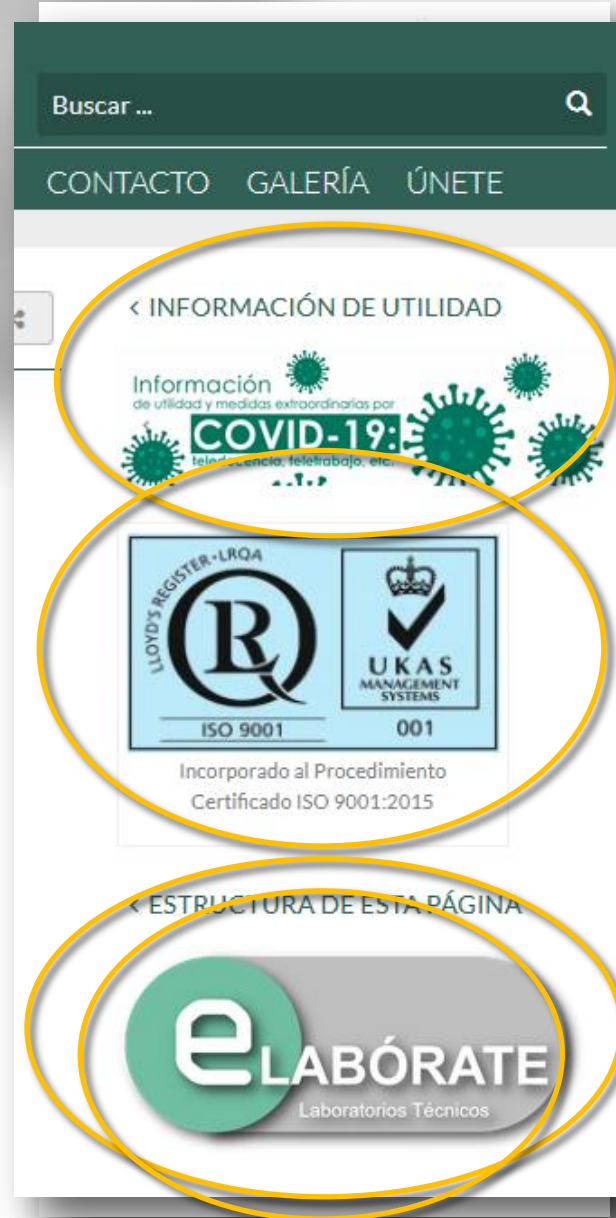 Buscar ...
CONTACTO GALERÍA ÚNETE
< INFORMACIÓN DE UTILIDAD
Información
de utilidad y medidas extraordinarias por
COVID-19:
teledocencia, teletrabajo, etc.
LLOYD'S REGISTER • LRQA
R
UKAS
MANAGEMENT
SYSTEMS
ISO 9001
001
Incorporado al Procedimiento
Certificado ISO 9001:2015
< ESTRUCTURA DE ESTA PÁGINA
eLABÓRATE
Laboratorios Técnicos